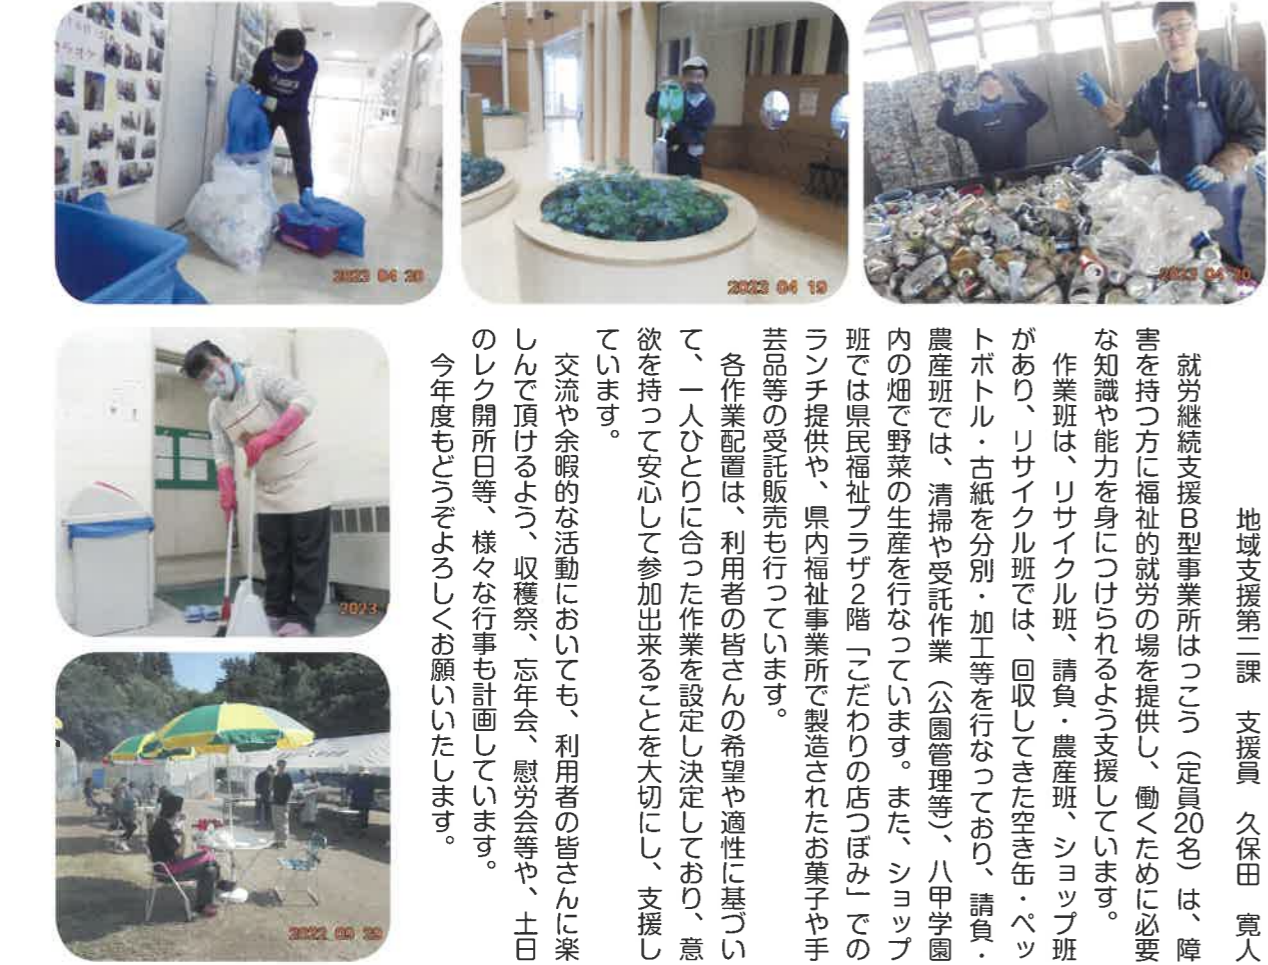 地域支援第二課　支援員　久保田　寛人
就労継続支援B型事業所はっこう（定員20名）は、障
害を持つ方に福祉的就労の場を提供し、働くために必要
な知識や能力を身につけられるよう支援しています。
作業班は、リサイクル班、請負・農産班、ショップ班
があり、リサイクル班では、回収してきた空き缶・ペッ
トボトル・古紙を分別・加工等を行なっており、請負・
農産班では、清掃や受託作業（公園管理等）、八甲学園
内の畑で野菜の生産を行なっています。また、ショップ
班では県民福祉プラザ2階「こだわりの店つぼみ」での
ランチ提供や、県内福祉事業所で製造されたお菓子や手
芸品等の受託販売も行っています。
各作業配置は、利用者の皆さんの希望や適性に基づい
て、一人ひとりに合った作業を設定し決定しており、意
欲を持って安心して参加出来ることを大切にし、支援し
ています。
交流や余暇的な活動においても、利用者の皆さんに楽
しんで頂けるよう、収穫祭、忘年会、慰労会等や、土日
のレク開所日等、様々な行事も計画しています。
今年度もどうぞよろしくお願いいたします。
2023 04 20
2023 04 19
2023 04 20
2023
2022 09 29